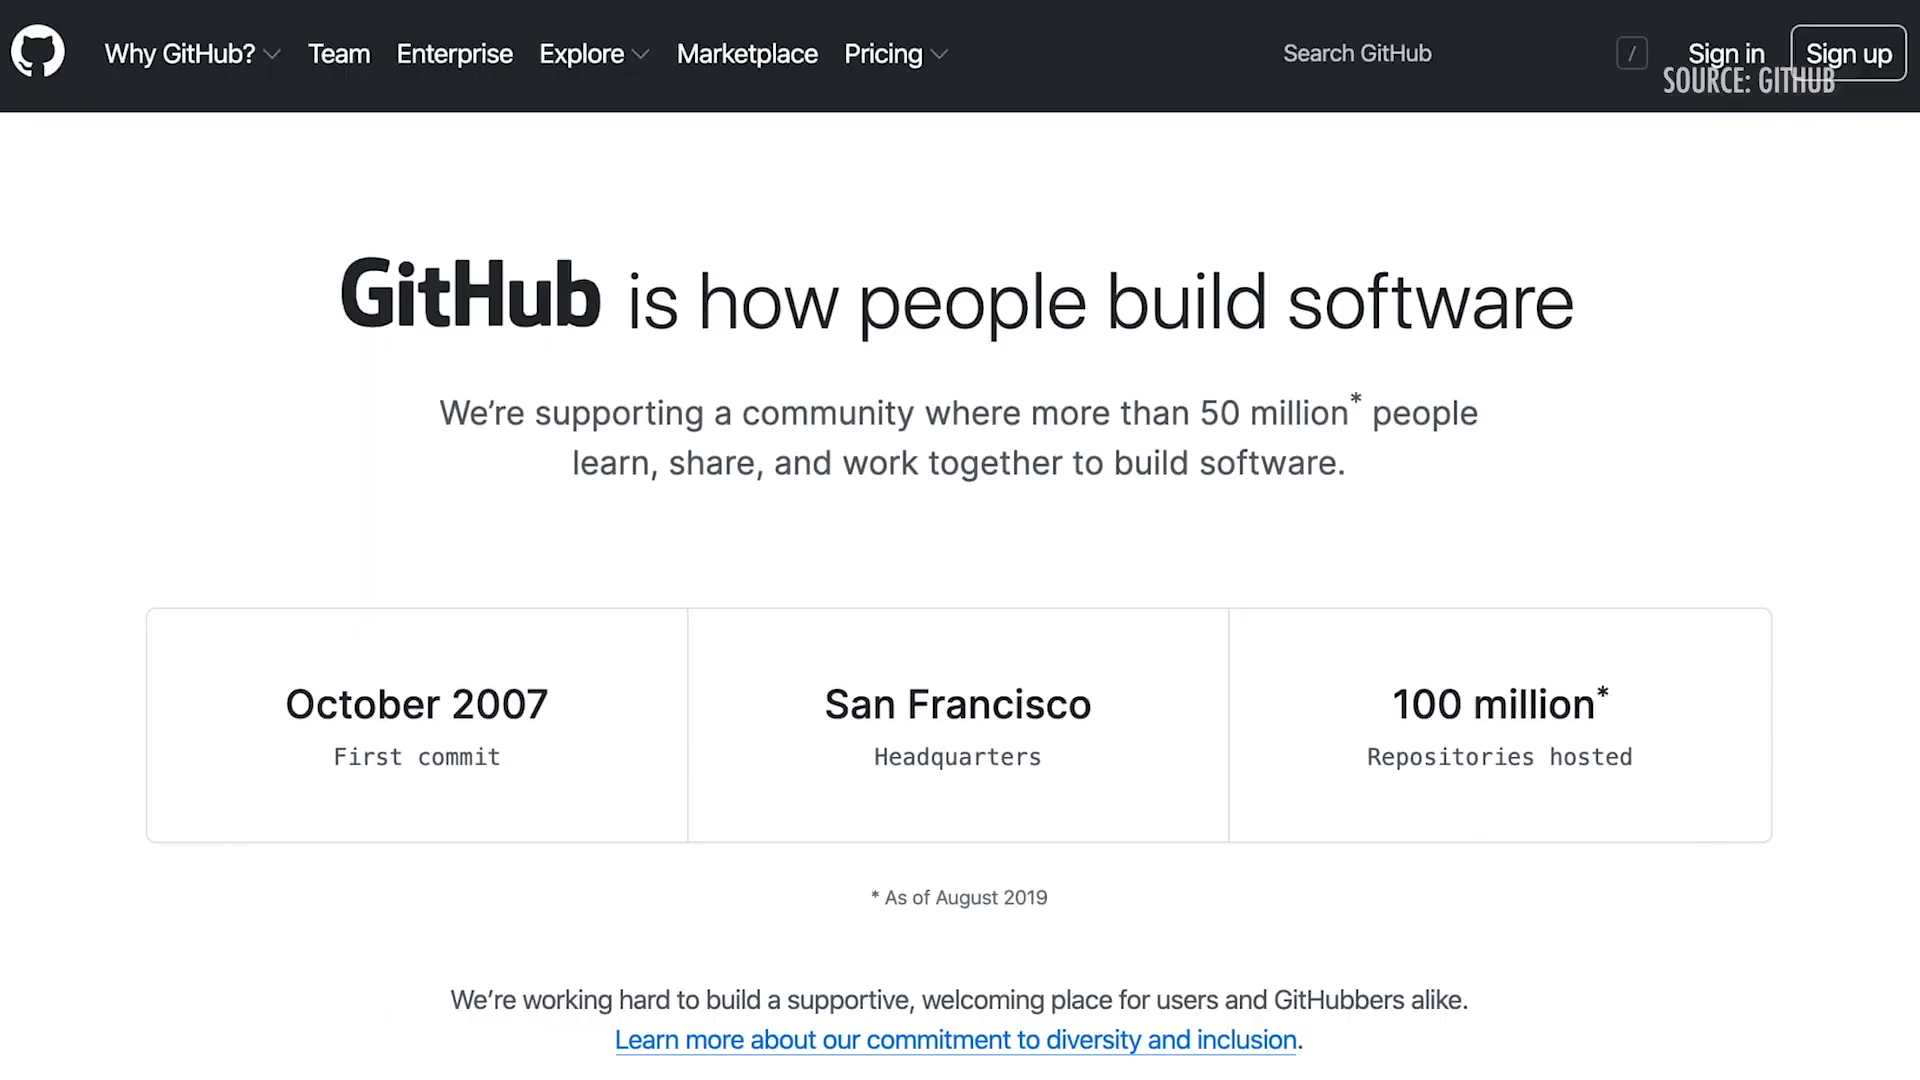 Why GitHub? Team Enterprise Explore Marketplace Pricing Search GitHub / Sign in Sign up
SOURCE: GITHUB
GitHub is how people build software
We're supporting a community where more than 50 million* people
learn, share, and work together to build software.
October 2007
First commit
San Francisco
Headquarters
100 million*
Repositories hosted
* As of August 2019
We're working hard to build a supportive, welcoming place for users and GitHubbers alike.
Learn more about our commitment to diversity and inclusion.